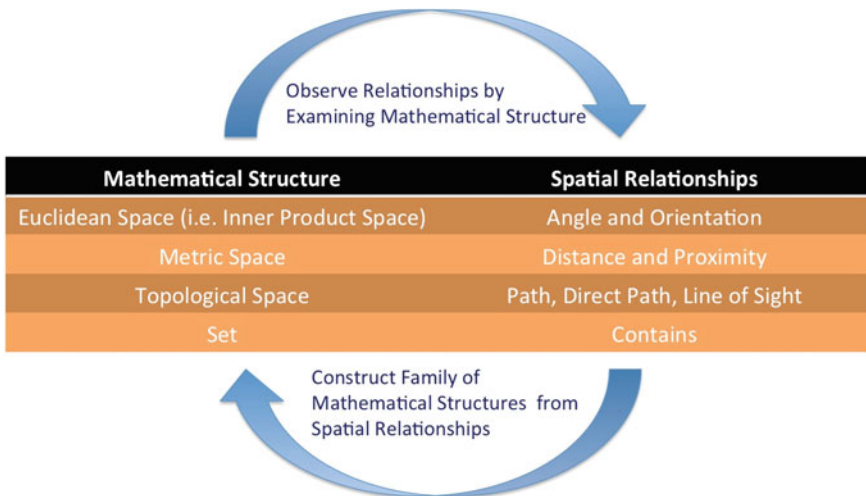 Observe Relationships by
Examining Mathematical Structure
Mathematical Structure Spatial Relationships
Euclidean Space (i.e. Inner Product Space) Angle and Orientation
Metric Space Distance and Proximity
Topological Space Path, Direct Path, Line of Sight
Set Contains
Construct Family of
Mathematical Structures from
Spatial Relationships